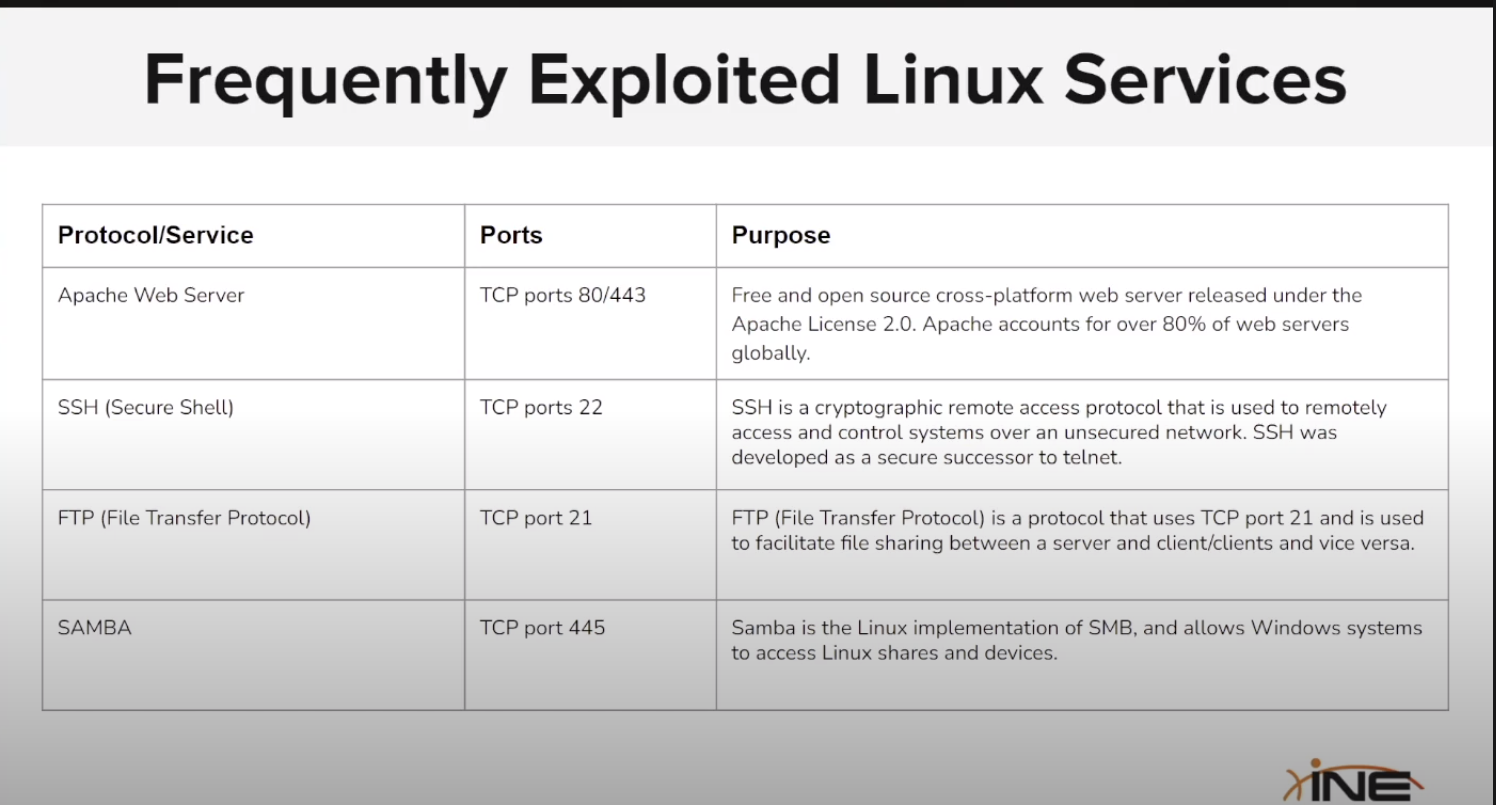 Frequently Exploited Linux Services
Protocol/Service
Ports
Purpose
Apache Web Server
TCP ports 80/443
Free and open source cross-platform web server released under the
Apache License 2.0. Apache accounts for over 80% of web servers
globally.
SSH (Secure Shell)
TCP ports 22
SSH is a cryptographic remote access protocol that is used to remotely
access and control systems over an unsecured network. SSH was
developed as a secure successor to telnet.
FTP (File Transfer Protocol)
TCP port 21
FTP (File Transfer Protocol) is a protocol that uses TCP port 21 and is used
to facilitate file sharing between a server and client/clients and vice versa.
SAMBA
TCP port 445
Samba is the Linux implementation of SMB, and allows Windows systems
to access Linux shares and devices.
INE